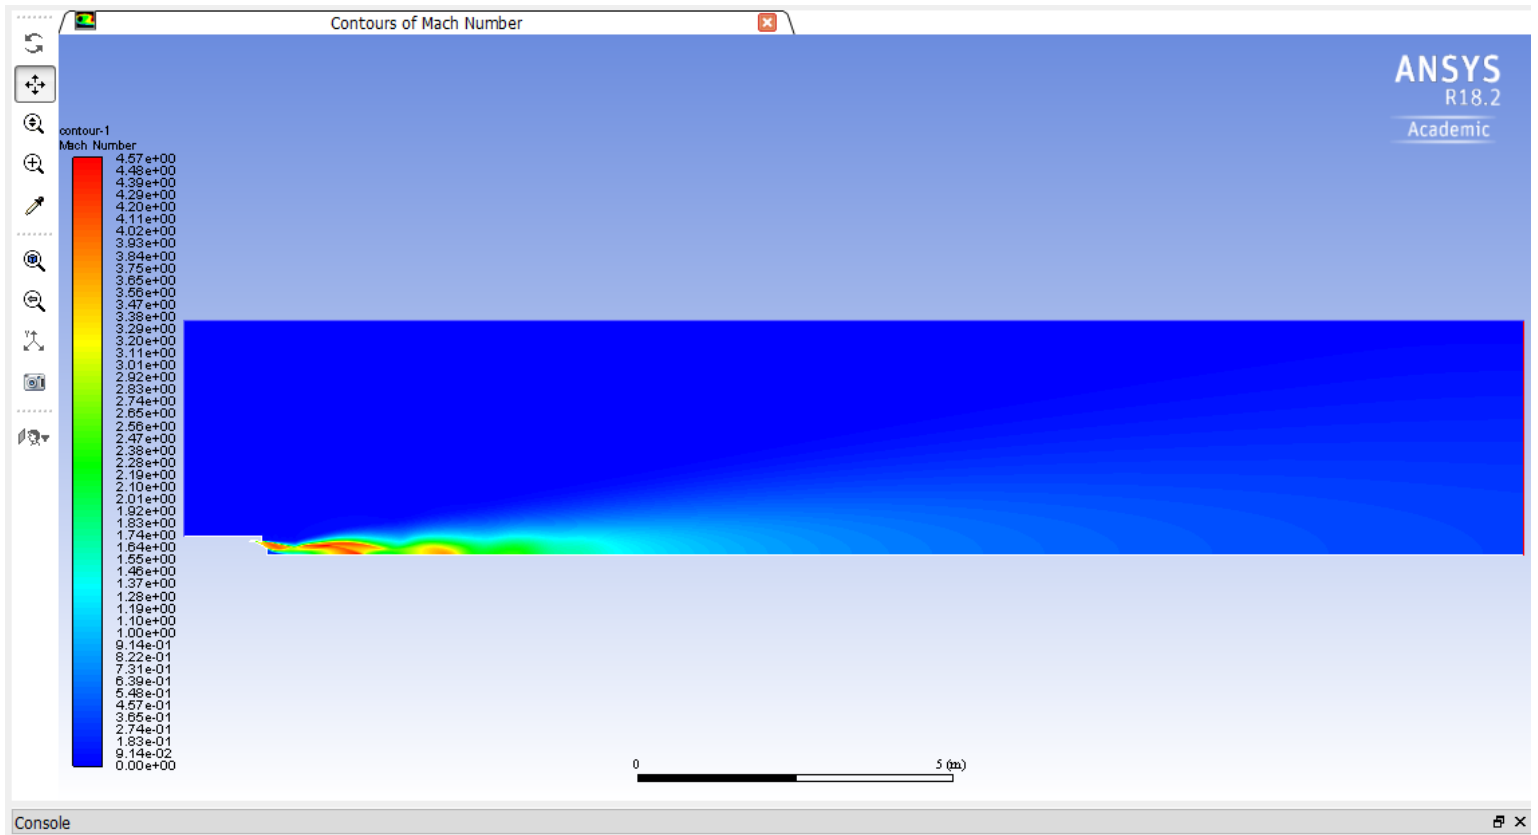 Contours of Mach Number
ANSYS
R18.2
Academic
contour-1
Mach Number
4.57e+00
4.48e+00
4.39e+00
4.29e+00
4.20e+00
4.11e+00
4.02e+00
3.93e+00
3.84e+00
3.75e+00
3.65e+00
3.56e+00
3.47e+00
3.38e+00
3.29e+00
3.20e+00
3.11e+00
3.01e+00
2.92e+00
2.83e+00
2.74e+00
2.65e+00
2.56e+00
2.47e+00
2.38e+00
2.28e+00
2.19e+00
2.10e+00
2.01e+00
1.92e+00
1.83e+00
1.74e+00
1.64e+00
1.55e+00
1.46e+00
1.37e+00
1.28e+00
1.19e+00
1.10e+00
1.00e+00
9.14e-01
8.22e-01
7.31e-01
6.39e-01
5.48e-01
4.57e-01
3.65e-01
2.74e-01
1.83e-01
9.14e-02
0.00e+00
0 5 (m)
Console